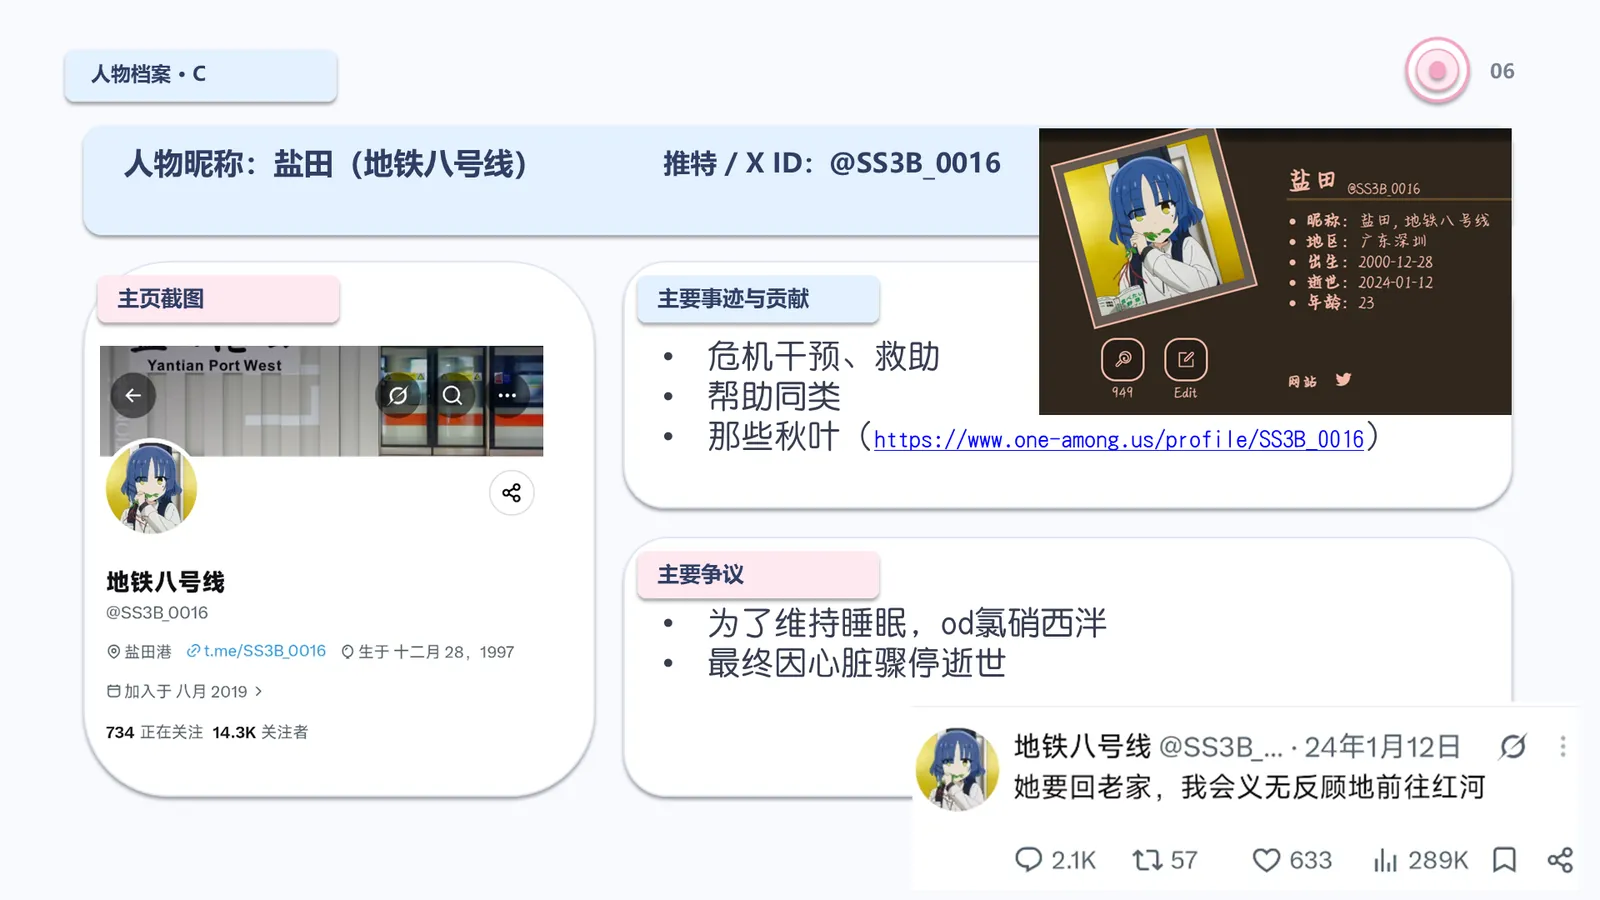 人物档案·C
06
人物昵称：盐田（地铁八号线）
推特 / X ID：@SS3B_0016
盐田 @SS3B_0016
• 昵称： 盐田, 地铁八号线
• 地区： 广东深圳
• 出生： 2000-12-28
• 逝世： 2024-01-12
• 年龄： 23
949
Edit
网站
主页截图
Yantian Port West
地铁八号线
@SS3B_0016
盐田港 t.me/SS3B_0016 生于 十二月 28，1997
加入于 八月 2019 >
734 正在关注 14.3K 关注者
主要事迹与贡献
• 危机干预、救助
• 帮助同类
• 那些秋叶（https://www.one-among.us/profile/SS3B_0016）
主要争议
• 为了维持睡眠，od氯硝西泮
• 最终因心脏骤停逝世
地铁八号线 @SS3B_... · 24年1月12日
她要回老家，我会义无反顾地前往红河
2.1K 57 633 289K